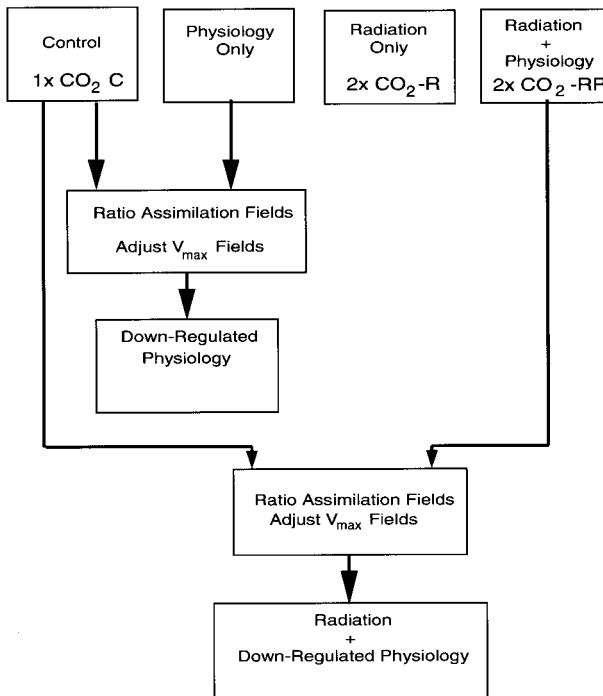 Control
1x CO2 C
Physiology
Only
Radiation
Only
2x CO2-R
Radiation
+
Physiology
2x CO2-RP
Ratio Assimilation Fields
Adjust Vmax Fields
Down-Regulated
Physiology
Ratio Assimilation Fields
Adjust Vmax Fields
Radiation
+
Down-Regulated Physiology